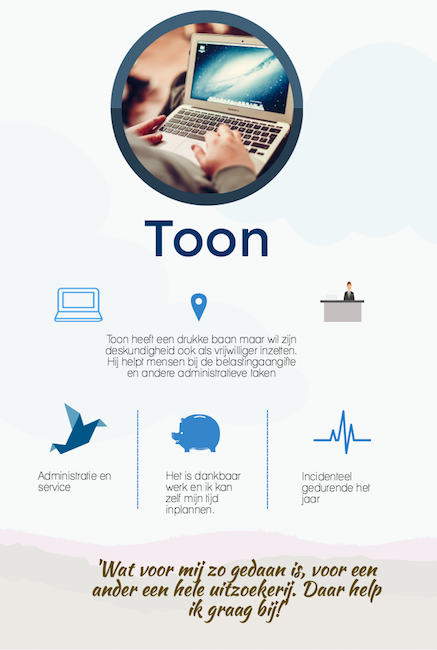 Toon
Toon heeft een drukke baan maar wil zijn
deskundigheid ook als vrijwilliger inzetten.
Hij helpt mensen bij de belastingaangifte
en andere administratieve taken
Administratie en
service
Het is dankbaar
werk en ik kan
zelf mijn tijd
inplannen.
Incidenteel
gedurende het
jaar
'Wat voor mij zo gedaan is, voor een
ander een hele uitzoekerij. Daar help
ik graag bij!'